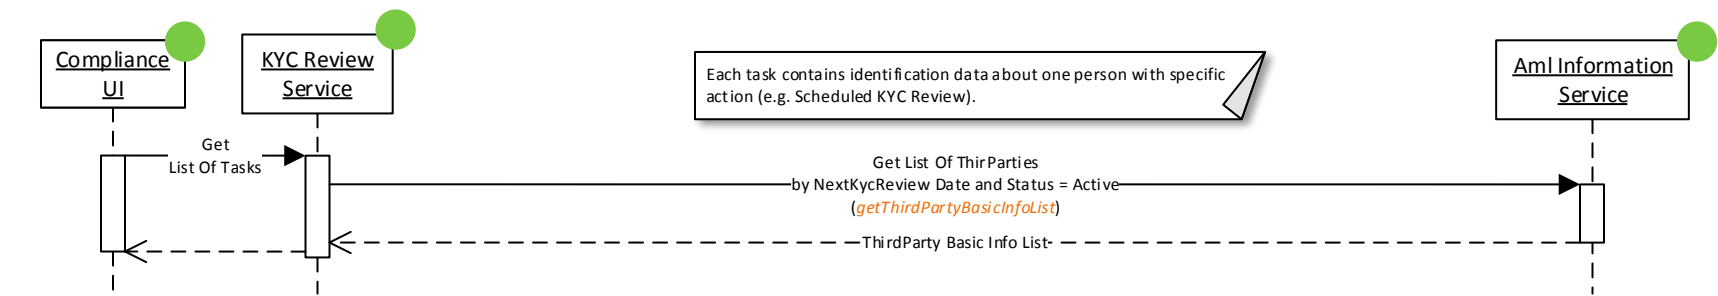 Compliance
UI
KYC Review
Service
Each task contains identification data about one person with specific
action (e.g. Scheduled KYC Review).
Aml Information
Service
Get
List Of Tasks
Get List Of ThirParties
by NextKycReview Date and Status = Active
(getThirdPartyBasicInfoList)
ThirdParty Basic Info List